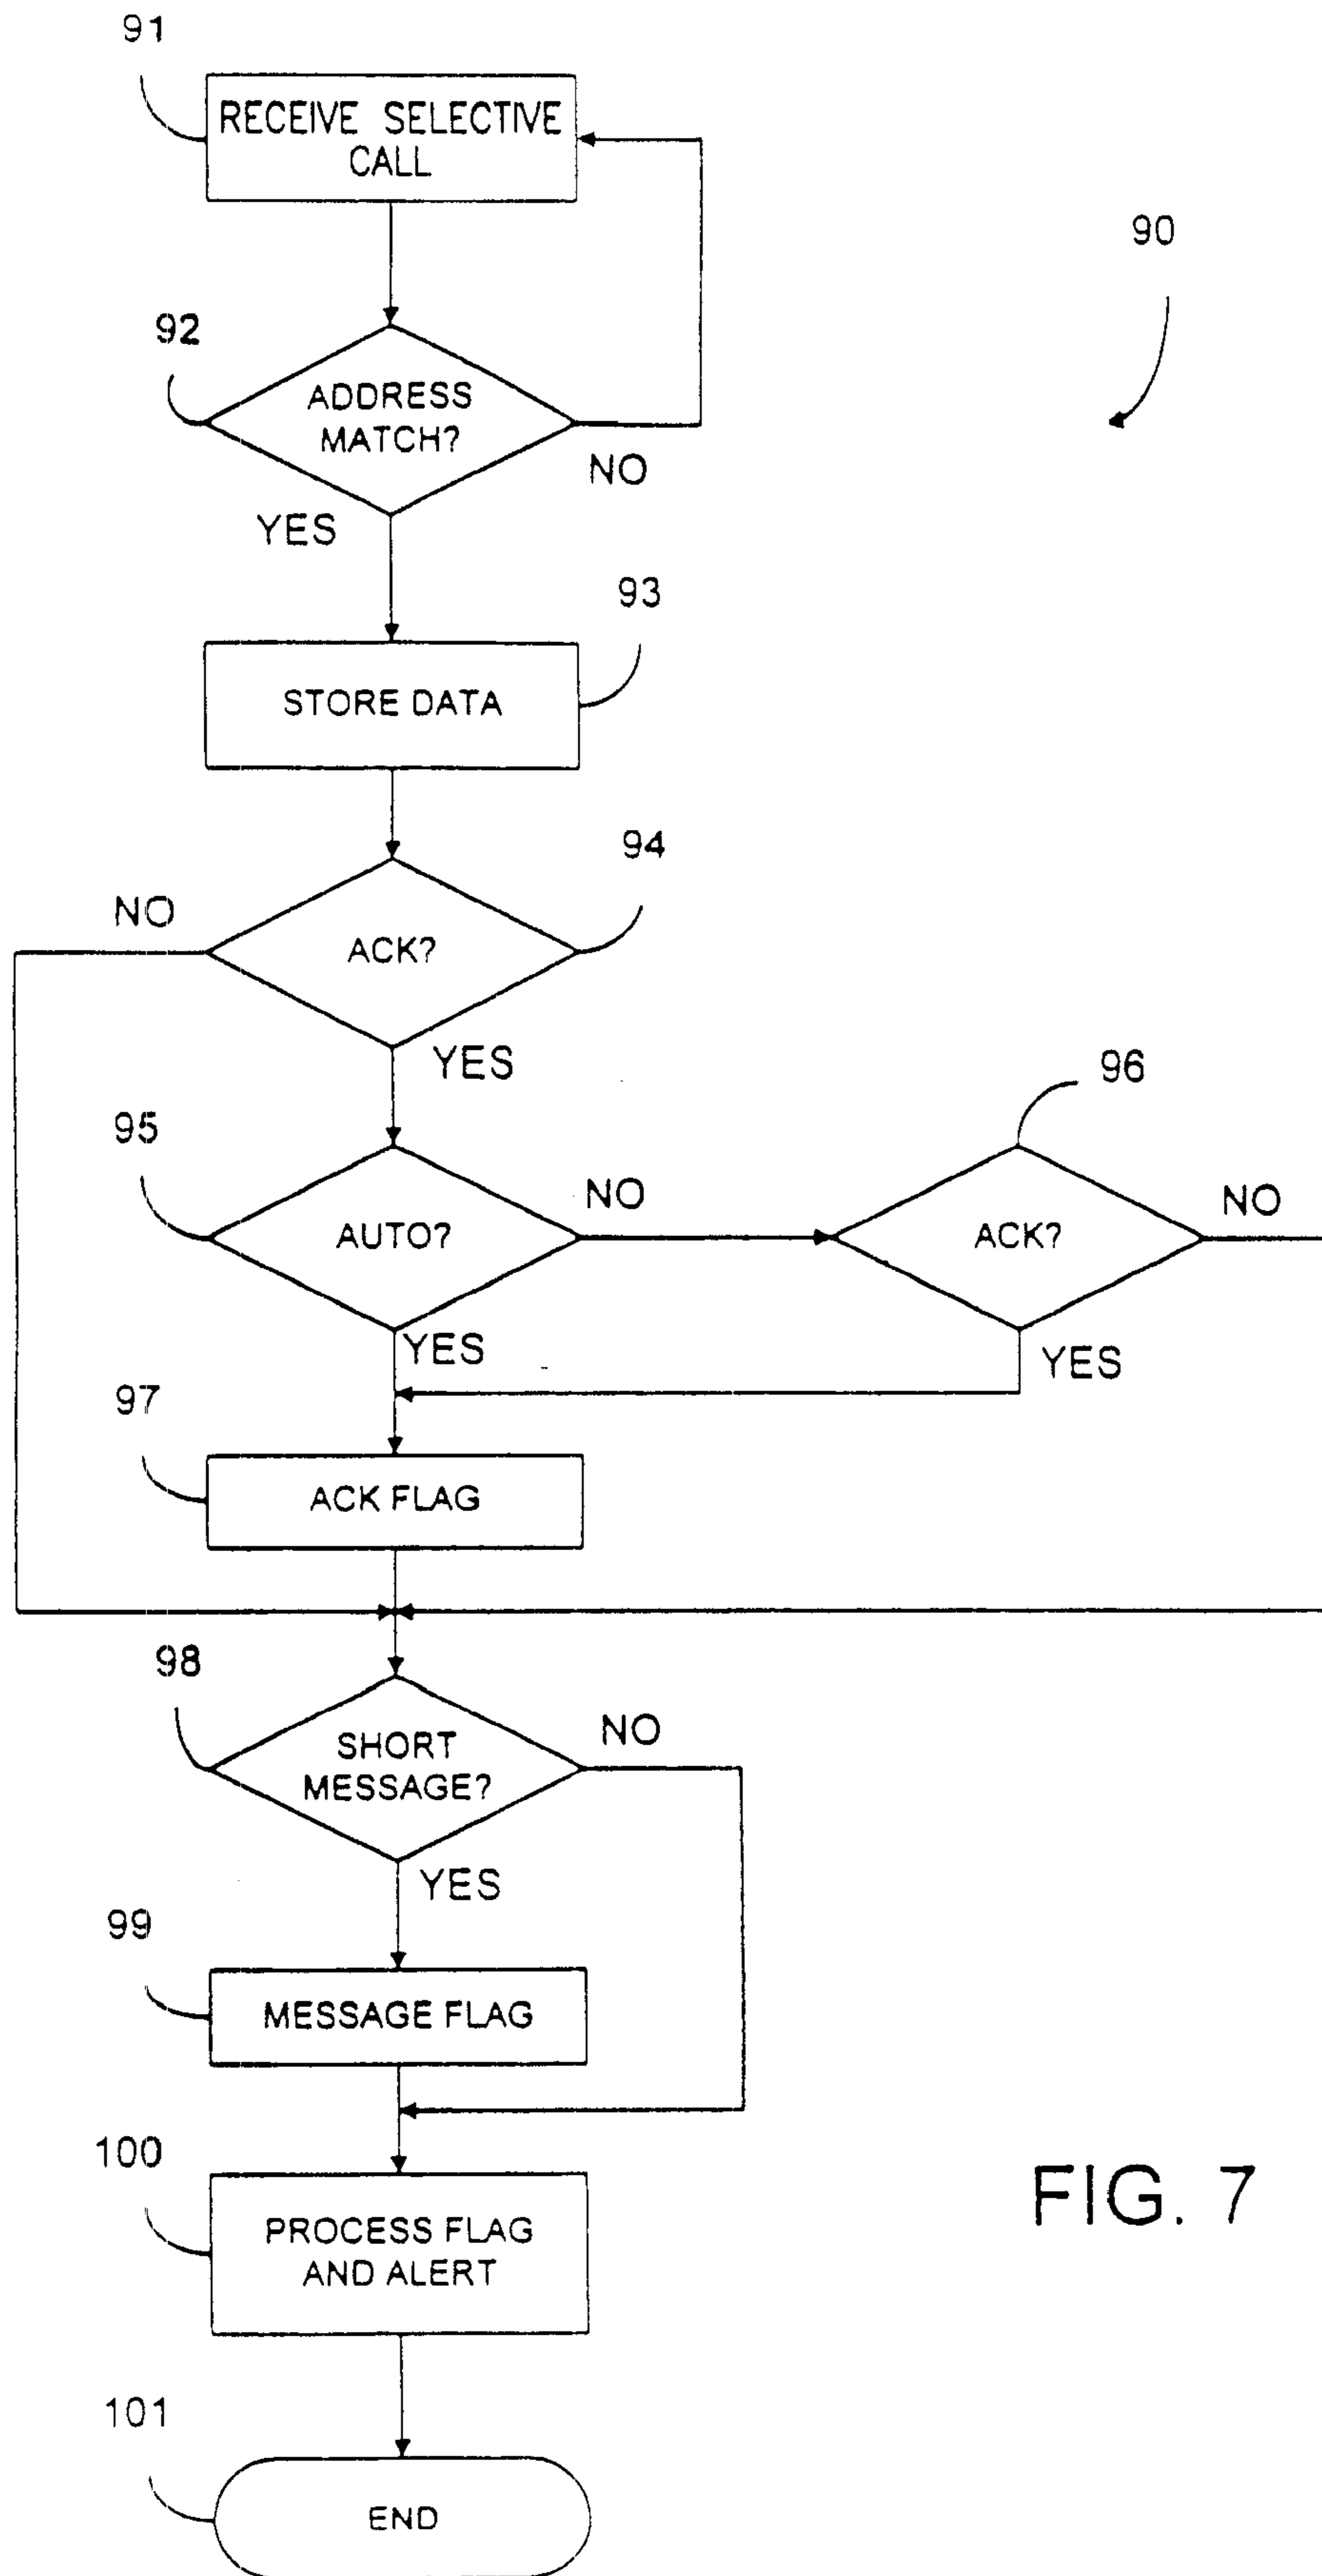 91
RECEIVE SELECTIVE
CALL
90
92
ADDRESS
MATCH?
NO
YES
93
STORE DATA
94
NO
ACK?
YES
96
95
NO
NO
AUTO?
ACK?
YES
YES
97
ACK FLAG
98
NO
SHORT
MESSAGE?
YES
99
MESSAGE FLAG
100
FIG. 7
PROCESS FLAG
AND ALERT
101
END